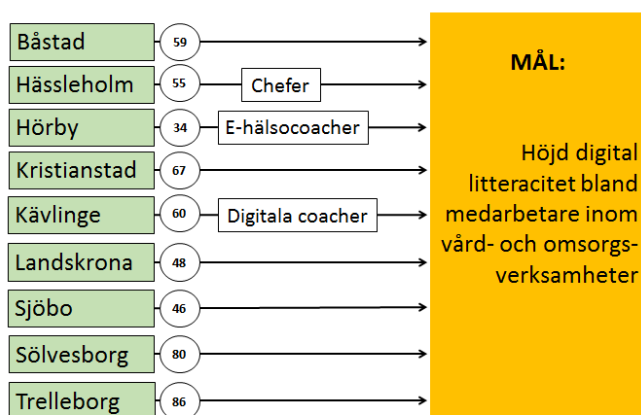 Båstad 59
Hässleholm 55 Chefer
Hörby 34 E-hälsocoacher
Kristianstad 67
Kävlinge 60 Digitala coacher
Landskrona 48
Sjöbo 46
Sölvesborg 80
Trelleborg 86
MÅL:
Höjd digital
litteracitet bland
medarbetare inom
vård- och omsorgs-
verksamheter